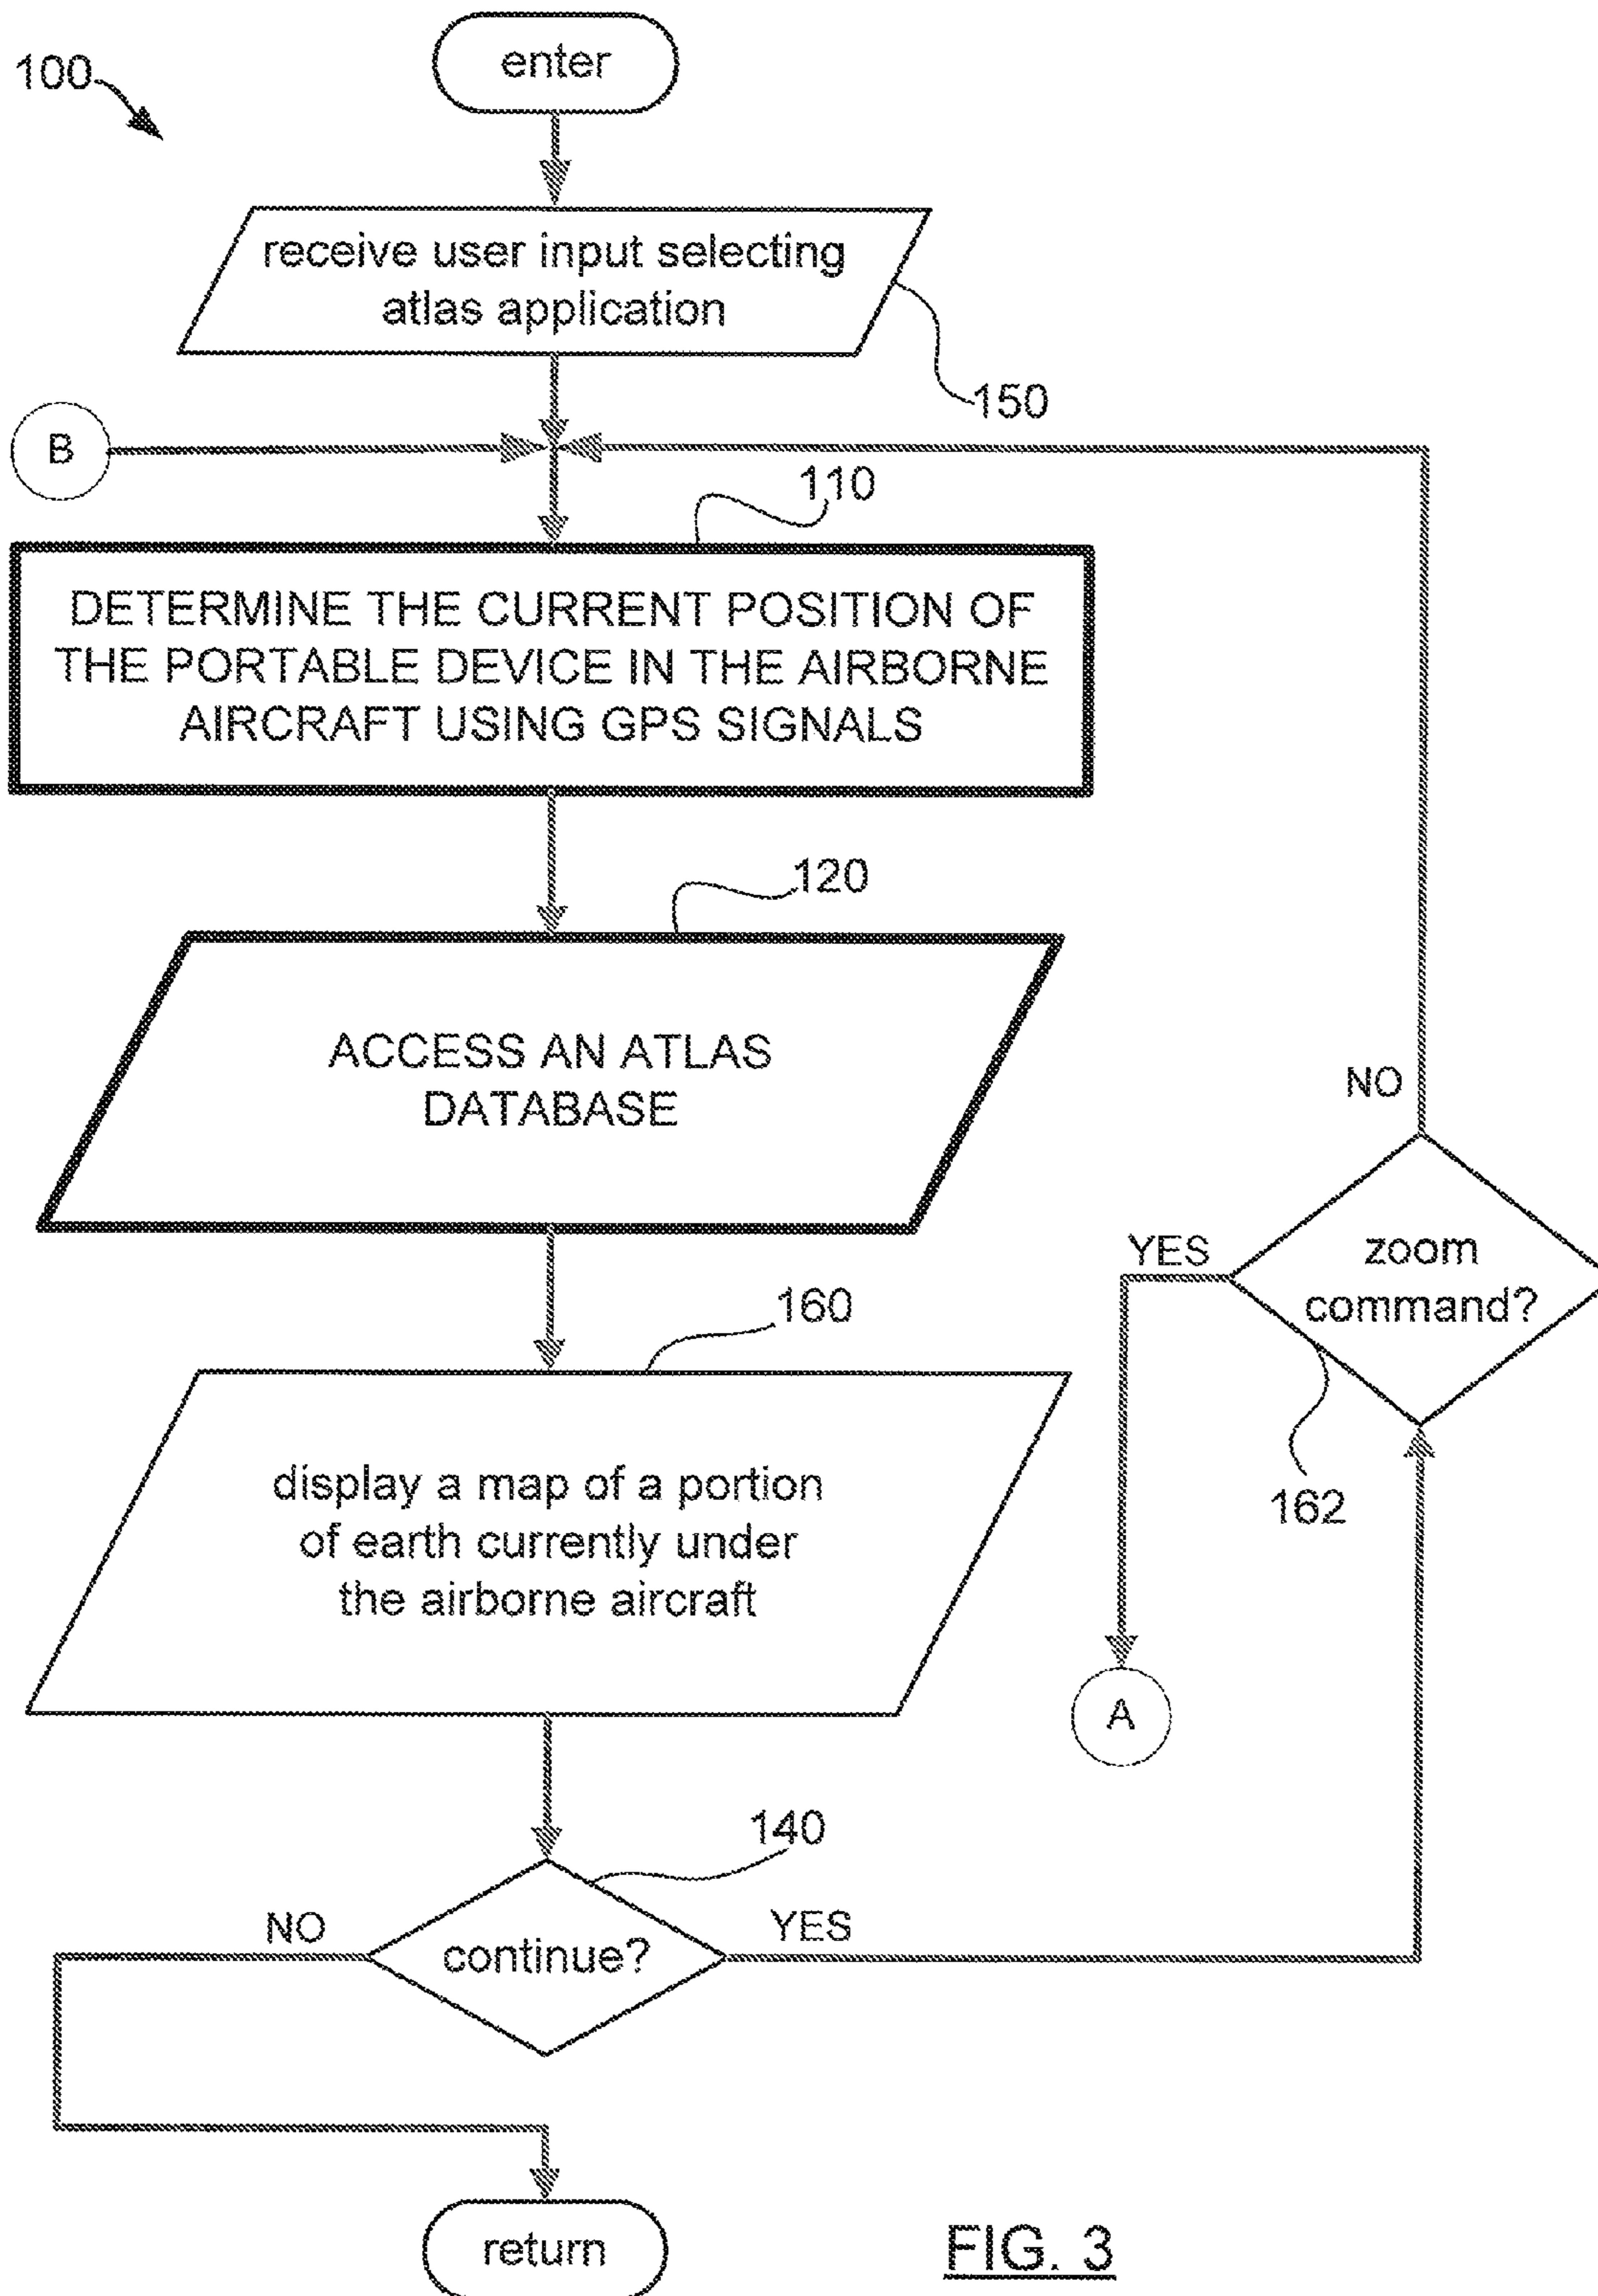 enter
100
receive user input selecting
atlas application
150
B
110
DETERMINE THE CURRENT POSITION OF
THE PORTABLE DEVICE IN THE AIRBORNE
AIRCRAFT USING GPS SIGNALS
120
ACCESS AN ATLAS
DATABASE
NO
YES
zoom
command?
160
162
display a map of a portion
of earth currently under
the airborne aircraft
A
140
NO
YES
continue?
return
FIG. 3